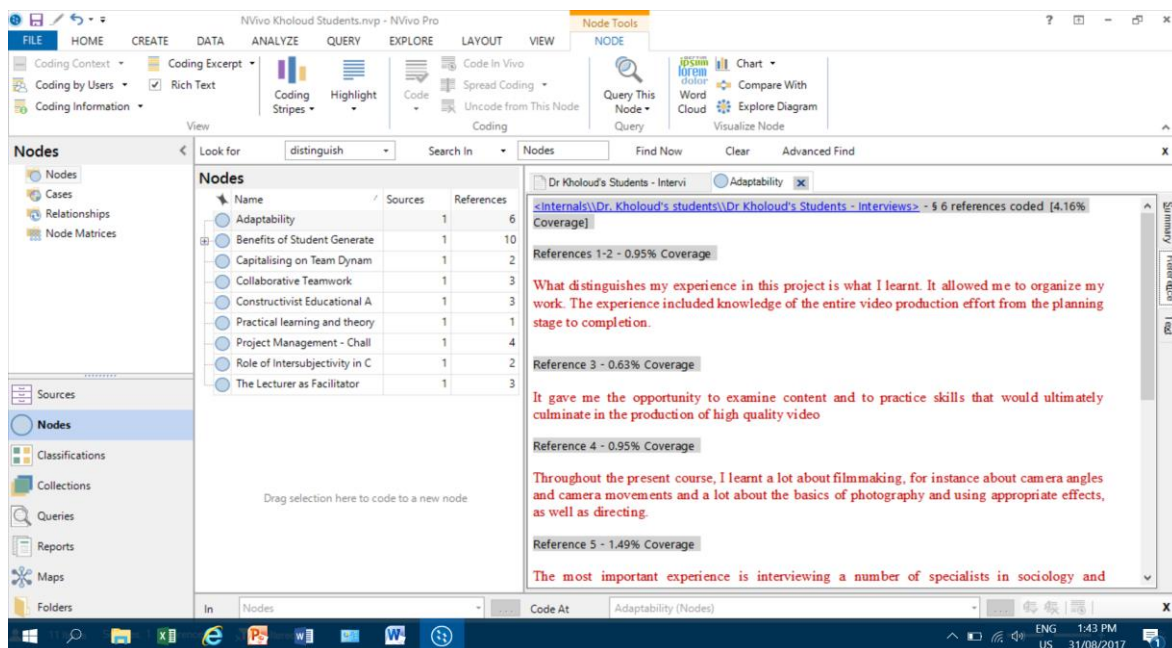 NVivo Kholoud Students.nvp - NVivo Pro
Node Tools
FILE HOME CREATE DATA ANALYZE QUERY EXPLORE LAYOUT VIEW NODE
Coding Context
Coding by Users
Coding Information
Coding Excerpt
Rich Text
View
Coding Stripes
Highlight
Code
Code In Vivo
Spread Coding
Uncode from This Node
Coding
Query This Node
Query
ipsum
lorem
dolor
Word Cloud
Chart
Compare With
Explore Diagram
Visualize Node
Nodes
Look for distinguish Search In Nodes Find Now Clear Advanced Find
Nodes
Cases
Relationships
Node Matrices
Sources
Nodes
Classifications
Collections
Queries
Reports
Maps
Folders
Nodes
Name Sources References
Adaptability 1 6
Benefits of Student Generate 1 10
Capitalising on Team Dynam 1 2
Collaborative Teamwork 1 3
Constructivist Educational A 1 3
Practical learning and theory 1 1
Project Management - Chall 1 4
Role of Intersubjectivity in C 1 2
The Lecturer as Facilitator 1 3
Drag selection here to code to a new node
Dr Kholoud's Students - Intervi Adaptability
<Internals\\Dr. Kholoud's students\\Dr Kholoud's Students - Interviews> - § 6 references coded [4.16%
Coverage]
References 1-2 - 0.95% Coverage
What distinguishes my experience in this project is what I learnt. It allowed me to organize my
work. The experience included knowledge of the entire video production effort from the planning
stage to completion.
Reference 3 - 0.63% Coverage
It gave me the opportunity to examine content and to practice skills that would ultimately
culminate in the production of high quality video
Reference 4 - 0.95% Coverage
Throughout the present course, I learnt a lot about filmmaking, for instance about camera angles
and camera movements and a lot about the basics of photography and using appropriate effects,
as well as directing.
Reference 5 - 1.49% Coverage
The most important experience is interviewing a number of specialists in sociology and
Summary
Reference
In Nodes
Code At Adaptability (Nodes)
ENG 1:43 PM
US 31/08/2017